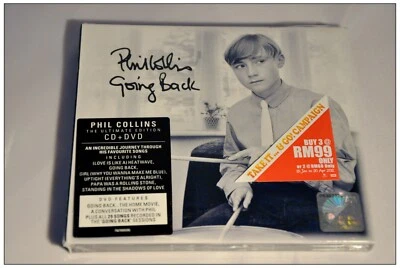 Phil Collins
Going Back
PHIL COLLINS
THE ULTIMATE EDITION
CD+DVD
AN INCREDIBLE JOURNEY THROUGH
HIS FAVOURITE SONGS
INCLUDING
(LOVE IS LIKE A) HEATWAVE,
GOING BACK,
GIRL (WHY YOU WANNA MAKE ME BLUE),
UPTIGHT (EVERYTHING'S ALRIGHT),
PAPA WAS A ROLLING STONE,
STANDING IN THE SHADOWS OF LOVE
DVD FEATURES
GOING BACK... THE HOME MOVIE,
A CONVERSATION WITH PHIL
PLUS ALL 29 SONGS RECORDED IN
THE 'GOING BACK' SESSIONS
TAKE IT... & GO! CAMPAIGN
BUY 3 @
RM99
ONLY